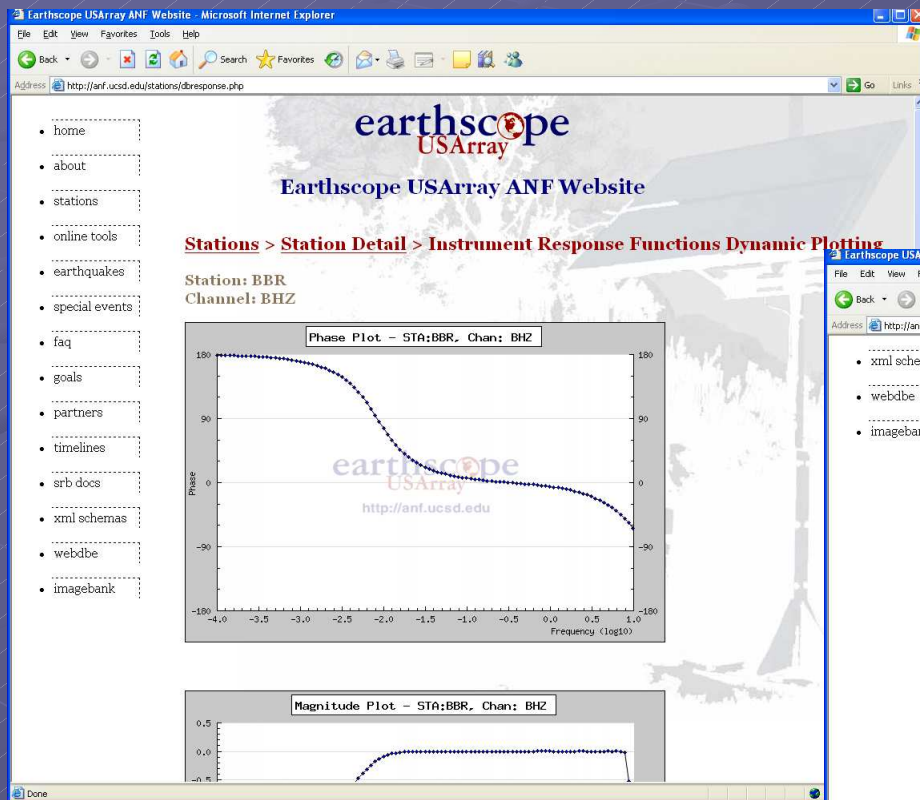 Earthscope USArray ANF Website - Microsoft Internet Explorer
File Edit View Favorites Tools Help
Back Search Favorites
Address http://anf.ucsd.edu/stations/dbresponse.php Go Links
home
about
stations
online tools
earthquakes
special events
faq
goals
partners
timelines
srb docs
xml schemas
webdbe
imagebank
earthscope
USArray
Earthscope USArray ANF Website
Stations > Station Detail > Instrument Response Functions Dynamic Plotting
Station: BBR
Channel: BHZ
Phase Plot - STA:BBR, Chan: BHZ
180 180
90 90
Phase 0 0
-90 -90
-180 -180
earthscope
USArray
http://anf.ucsd.edu
-4.0 -3.5 -3.0 -2.5 -2.0 -1.5 -1.0 -0.5 0.0 0.5 1.0
Frequency (log10)
Magnitude Plot - STA:BBR, Chan: BHZ
0.5
0.0
-0.5
Done
Earthscope USA
File Edit View F
Back
Address http://an
xml sche
webdbe
imageban